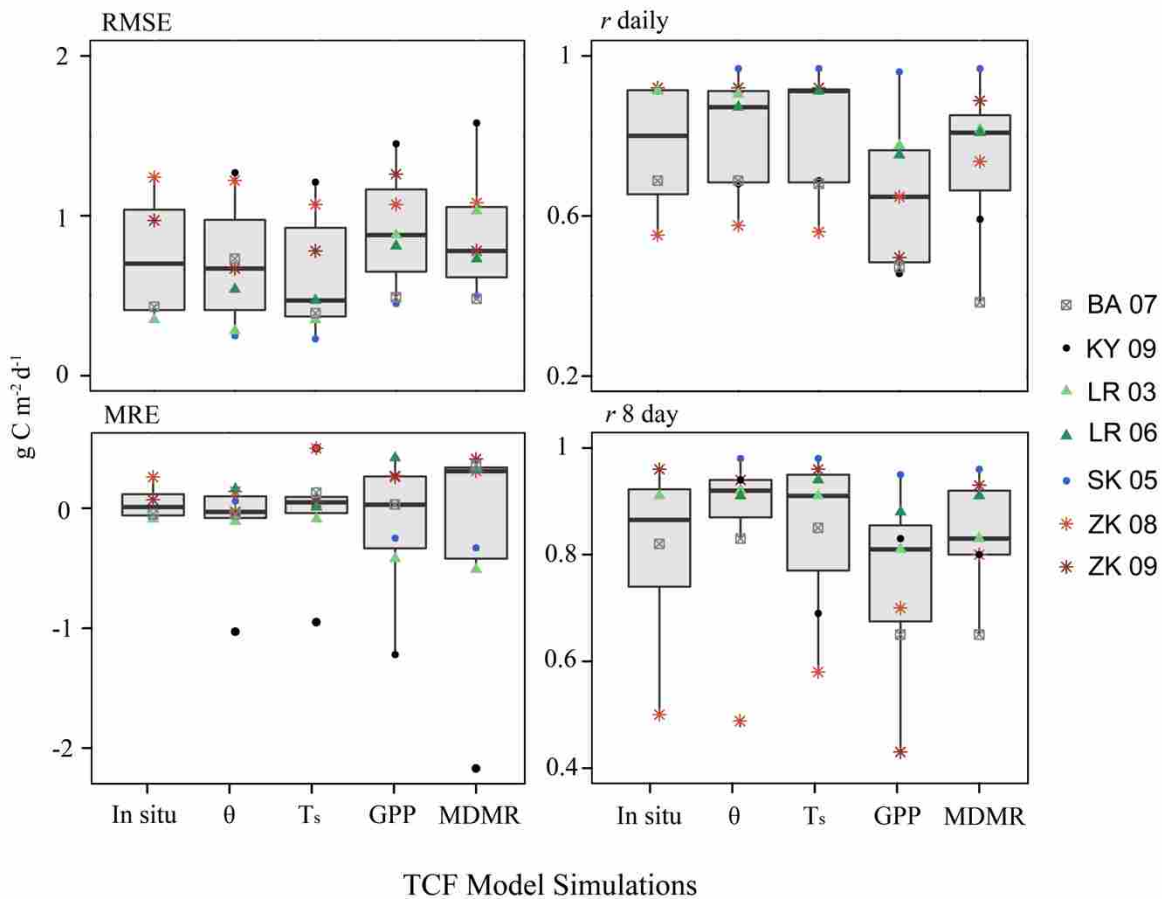 RMSE
r daily
2
1
0
1
0.6
0.2
MRE
r 8 day
0
-1
-2
1
0.8
0.6
0.4
g C m⁻² d⁻¹
In situ θ Ts GPP MDMR
In situ θ Ts GPP MDMR
TCF Model Simulations
BA 07
KY 09
LR 03
LR 06
SK 05
ZK 08
ZK 09